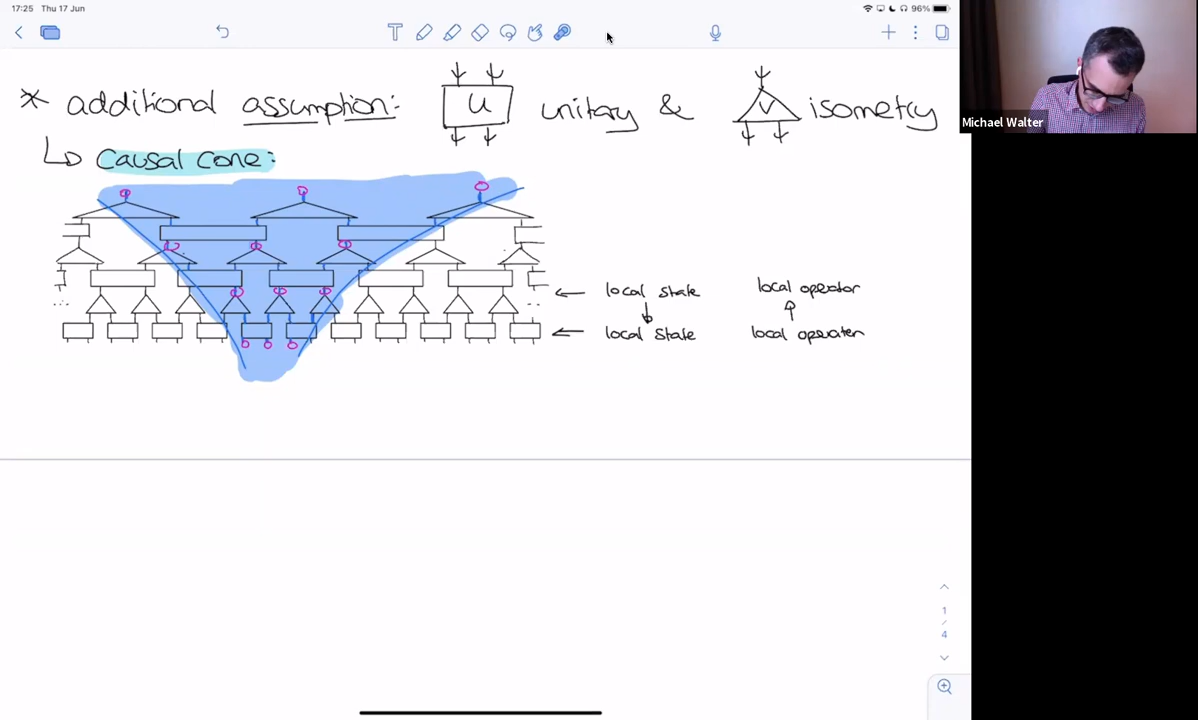 17:25 Thu 17 Jun
96%
* additional assumption: U unitary & V isometry
↳ Causal cone:
local state local operator
local state local operator
Michael Walter
1
/
4